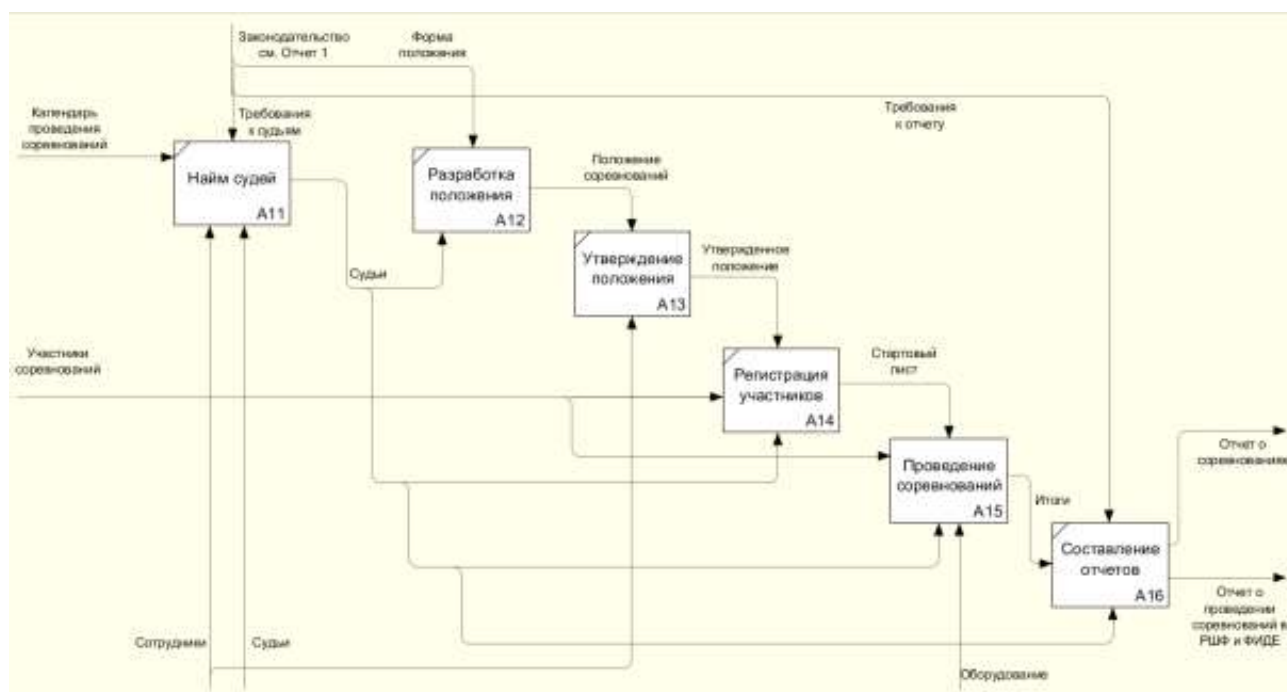 Законодательство
см. Отчет 1
Форма
положения
Календарь
проведения
соревнований
Требования
к судьям
Требования
к отчету
Найм судей
A11
Разработка
положения
A12
Положение
соревнований
Утверждение
положения
A13
Утвержденное
положение
Судьи
Участники
соревнований
Регистрация
участников
A14
Стартовый
лист
Проведение
соревнований
A15
Итоги
Составление
отчетов
A16
Отчет о
соревнованиях
Отчет о
проведении
соревнований в
РШФ и ФИДЕ
Сотрудники
Судьи
Оборудование